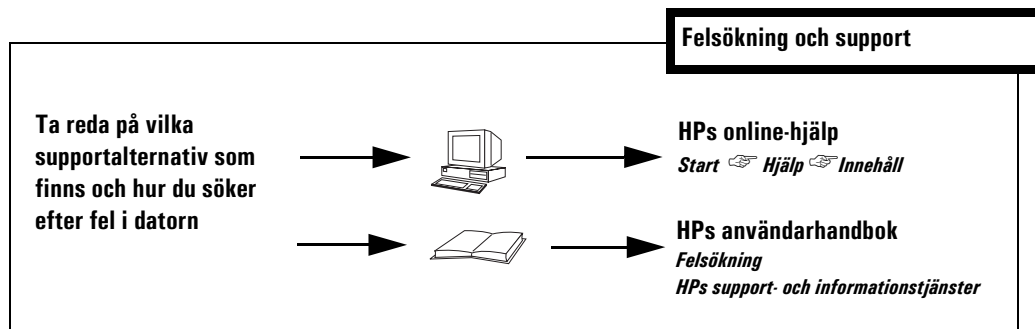 Felsökning och support
Ta reda på vilka
supportalternativ som
finns och hur du söker
efter fel i datorn
HPs online-hjälp
Start ☞ Hjälp ☞ Innehåll
HPs användarhandbok
Felsökning
HPs support- och informationstjänster